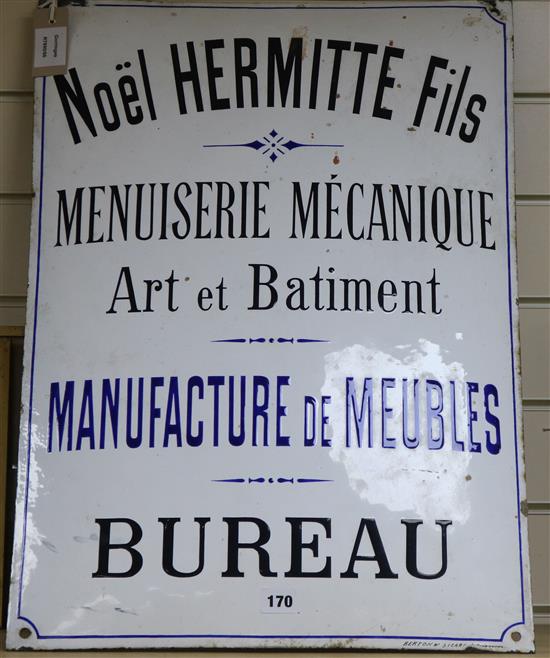 Noël HERMITTE Fils
MENUISERIE MÉCANIQUE
Art et Batiment
MANUFACTURE DE MEUBLES
BUREAU
170